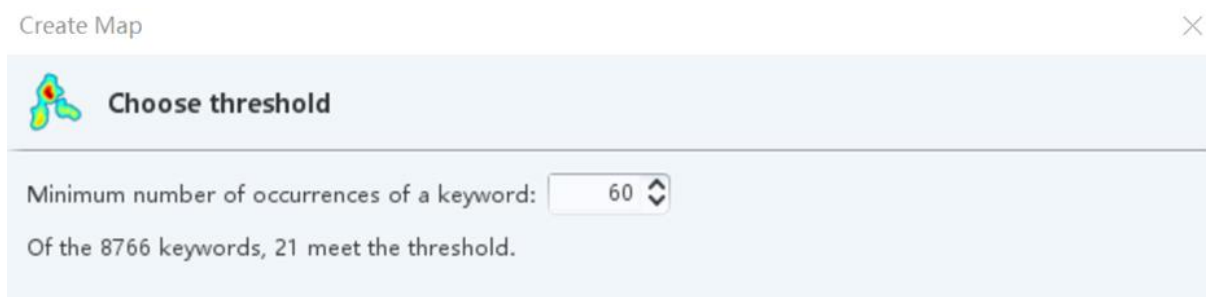 Create Map
Choose threshold
Minimum number of occurrences of a keyword: 60
Of the 8766 keywords, 21 meet the threshold.